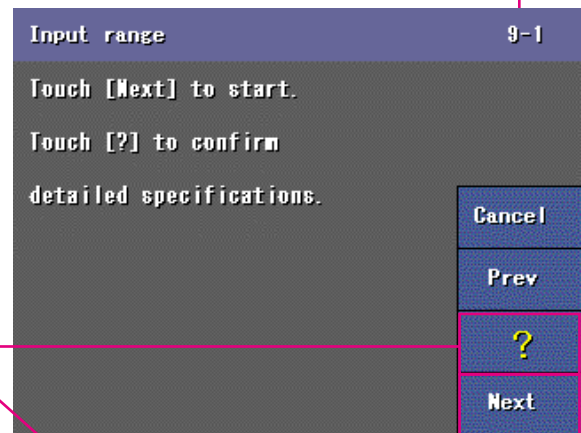 Input range 9-1
Touch [Next] to start.
Touch [?] to confirm
detailed specifications.
Cancel
Prev
?
Next